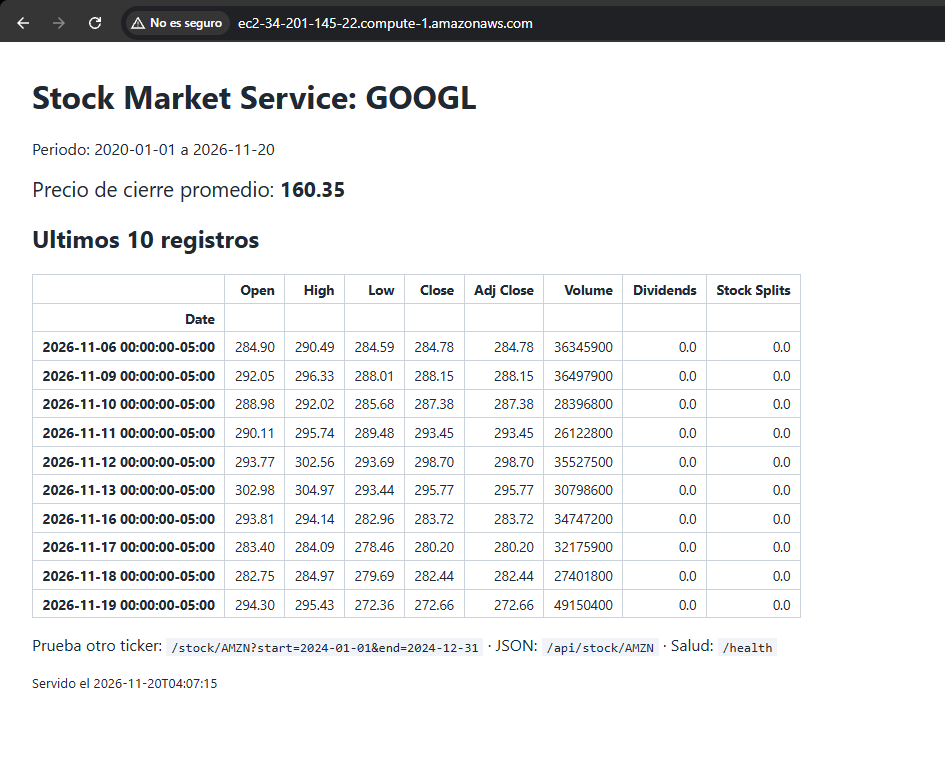 No es seguro ec2-34-201-145-22.compute-1.amazonaws.com
Stock Market Service: GOOGL
Periodo: 2020-01-01 a 2026-11-20
Precio de cierre promedio: 160.35
Ultimos 10 registros
Open High Low Close Adj Close Volume Dividends Stock Splits
Date
2026-11-06 00:00:00-05:00 284.90 290.49 284.59 284.78 284.78 36345900 0.0 0.0
2026-11-09 00:00:00-05:00 292.05 296.33 288.01 288.15 288.15 36497900 0.0 0.0
2026-11-10 00:00:00-05:00 288.98 292.02 285.68 287.38 287.38 28396800 0.0 0.0
2026-11-11 00:00:00-05:00 290.11 295.74 289.48 293.45 293.45 26122800 0.0 0.0
2026-11-12 00:00:00-05:00 293.77 302.56 293.69 298.70 298.70 35527500 0.0 0.0
2026-11-13 00:00:00-05:00 302.98 304.97 293.44 295.77 295.77 30798600 0.0 0.0
2026-11-16 00:00:00-05:00 293.81 294.14 282.96 283.72 283.72 34747200 0.0 0.0
2026-11-17 00:00:00-05:00 283.40 284.09 278.46 280.20 280.20 32175900 0.0 0.0
2026-11-18 00:00:00-05:00 282.75 284.97 279.69 282.44 282.44 27401800 0.0 0.0
2026-11-19 00:00:00-05:00 294.30 295.43 272.36 272.66 272.66 49150400 0.0 0.0
Prueba otro ticker: /stock/AMZN?start=2024-01-01&end=2024-12-31 · JSON: /api/stock/AMZN · Salud: /health
Servido el 2026-11-20T04:07:15